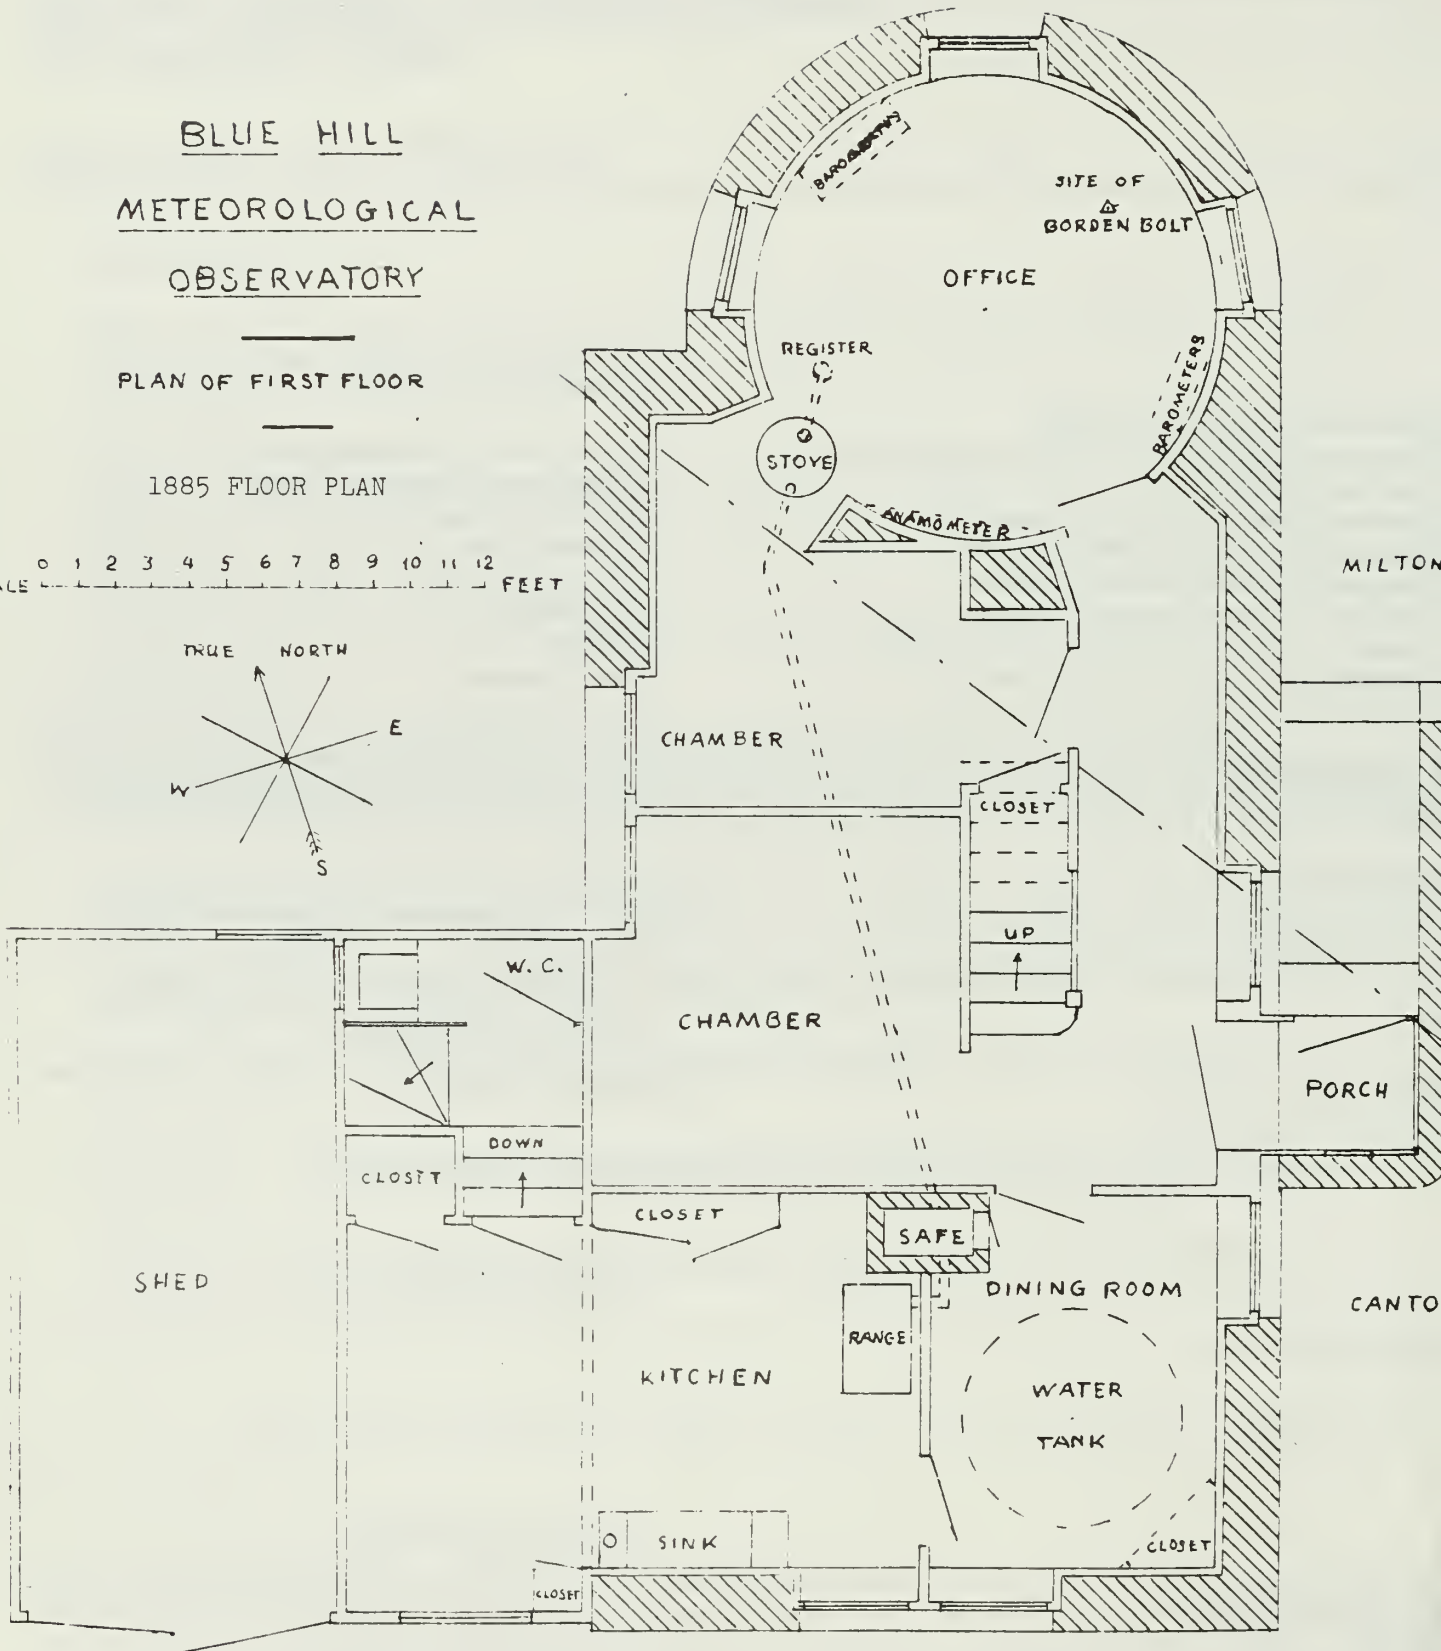 BLUE HILL
METEOROLOGICAL
OBSERVATORY
PLAN OF FIRST FLOOR
1885 FLOOR PLAN
0 1 2 3 4 5 6 7 8 9 10 11 12
LE FEET
TRUE NORTH
E
W
S
SITE OF
BORDEN BOLT
OFFICE
REGISTER
BAROMETERS
STOVE
ANAMOMETER
MILTON
CHAMBER
CLOSET
UP
W. C.
CHAMBER
PORCH
DOWN
CLOSET
CLOSET
SAFE
SHED
DINING ROOM
CANTO
RANGE
KITCHEN
WATER
TANK
SINK
CLOSET
CLOSET